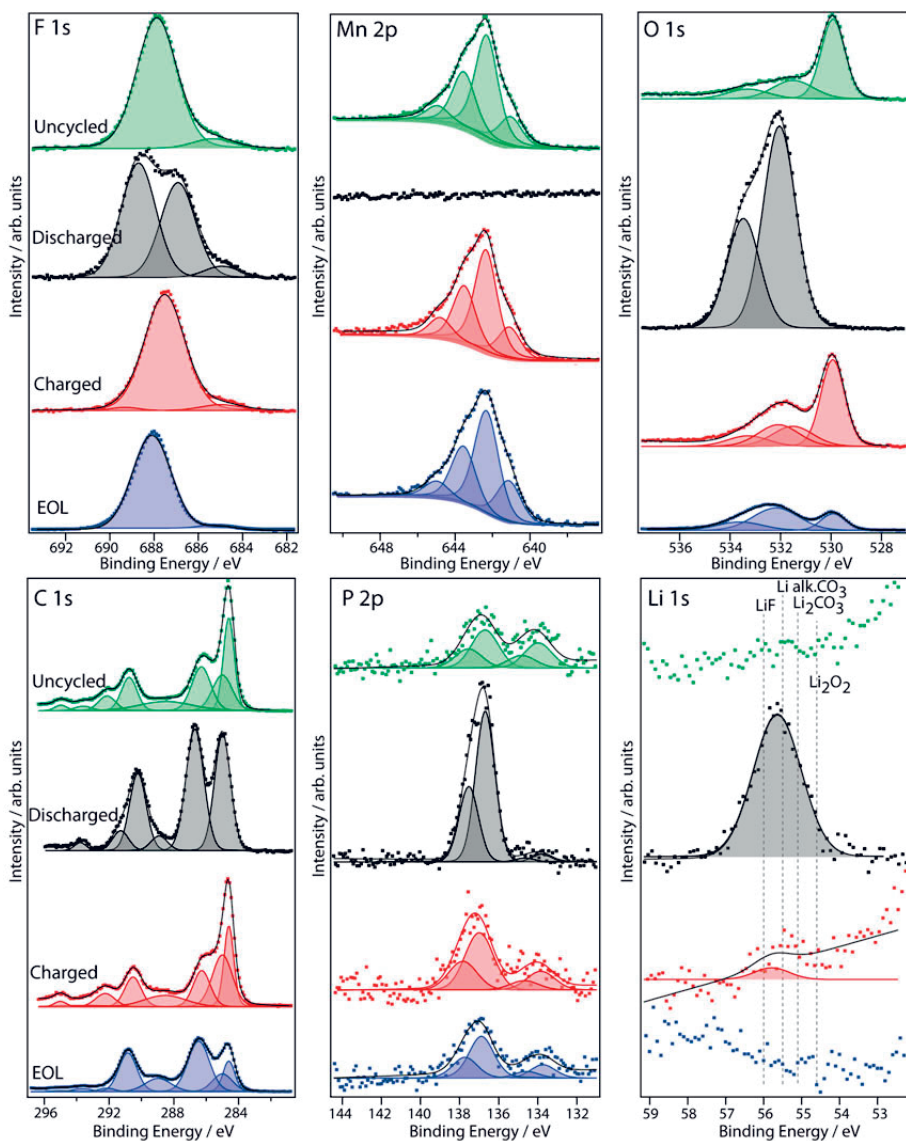 F 1s
Uncycled
Discharged
Charged
EOL
Intensity / arb. units
692 690 688 686 684 682
Binding Energy / eV
Mn 2p
Intensity / arb. units
648 644 640
Binding Energy / eV
O 1s
Intensity / arb. units
536 534 532 530 528
Binding Energy / eV
C 1s
Uncycled
Discharged
Charged
EOL
Intensity / arb. units
296 292 288 284
Binding Energy / eV
P 2p
Intensity / arb. units
144 142 140 138 136 134 132
Binding Energy / eV
Li 1s
Li alk.CO₃
LiF Li₂CO₃
Li₂O₂
Intensity / arb. units
59 58 57 56 55 54 53
Binding Energy / eV